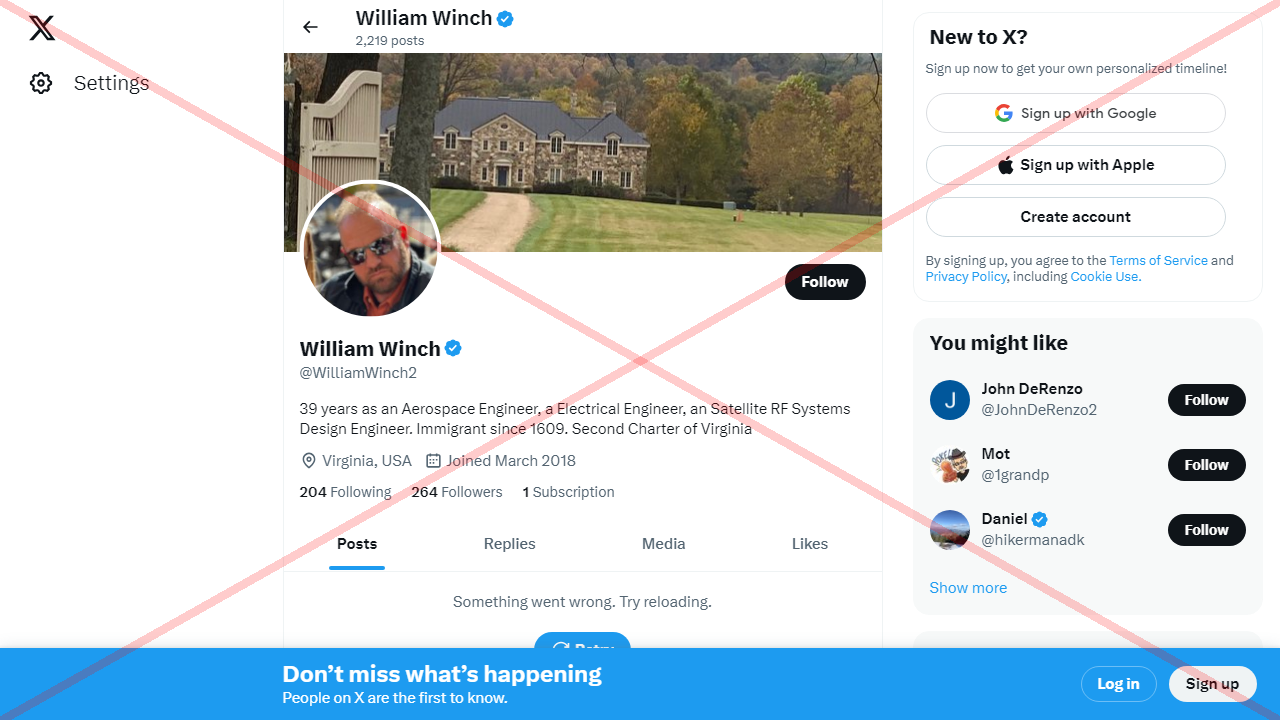 Settings
William Winch
2,219 posts
Follow
William Winch
@WilliamWinch2
39 years as an Aerospace Engineer, a Electrical Engineer, an Satellite RF Systems
Design Engineer. Immigrant since 1609. Second Charter of Virginia
Virginia, USA Joined March 2018
204 Following 264 Followers 1 Subscription
Posts Replies Media Likes
Something went wrong. Try reloading.
Retry
New to X?
Sign up now to get your own personalized timeline!
Sign up with Google
Sign up with Apple
Create account
By signing up, you agree to the Terms of Service and
Privacy Policy, including Cookie Use.
You might like
John DeRenzo
@JohnDeRenzo2
Follow
Mot
@1grandp
Follow
Daniel
@hikermanadk
Follow
Show more
Don’t miss what’s happening
People on X are the first to know.
Log in
Sign up